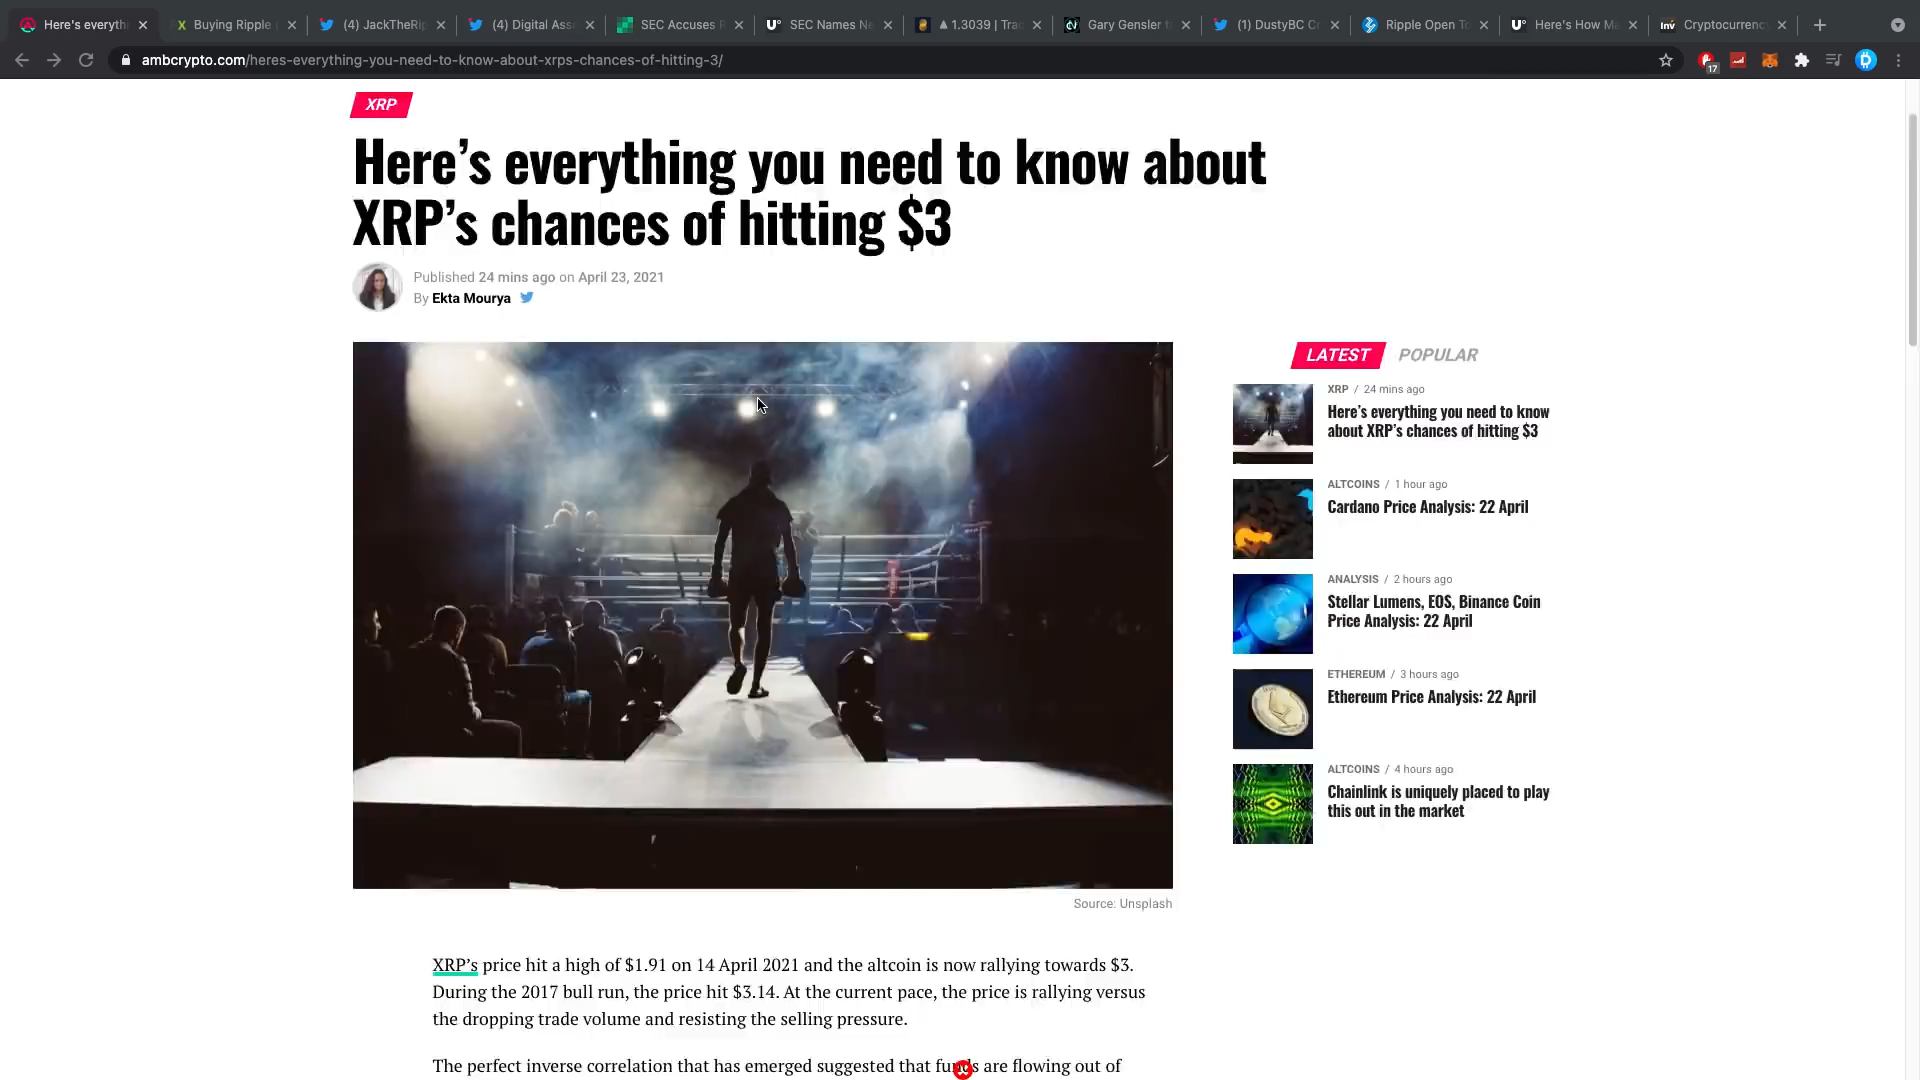 Here's everyth
Buying Ripple
(4) JackTheRip
(4) Digital Ass
SEC Accuses R
SEC Names Ne
1.3039 | Trac
Gary Gensler
(1) DustyBC Cr
Ripple Open To
Here's How Ma
Cryptocurrenc
ambcrypto.com/heres-everything-you-need-to-know-about-xrps-chances-of-hitting-3/
17
XRP
Here's everything you need to know about
XRP's chances of hitting $3
Published 24 mins ago on April 23, 2021
By Ekta Mourya
LATEST POPULAR
XRP / 24 mins ago
Here's everything you need to know
about XRP's chances of hitting $3
ALTCOINS / 1 hour ago
Cardano Price Analysis: 22 April
ANALYSIS / 2 hours ago
Stellar Lumens, EOS, Binance Coin
Price Analysis: 22 April
ETHEREUM / 3 hours ago
Ethereum Price Analysis: 22 April
ALTCOINS / 4 hours ago
Chainlink is uniquely placed to play
this out in the market
Source: Unsplash
XRP's price hit a high of $1.91 on 14 April 2021 and the altcoin is now rallying towards $3.
During the 2017 bull run, the price hit $3.14. At the current pace, the price is rallying versus
the dropping trade volume and resisting the selling pressure.
The perfect inverse correlation that has emerged suggested that funds are flowing out of